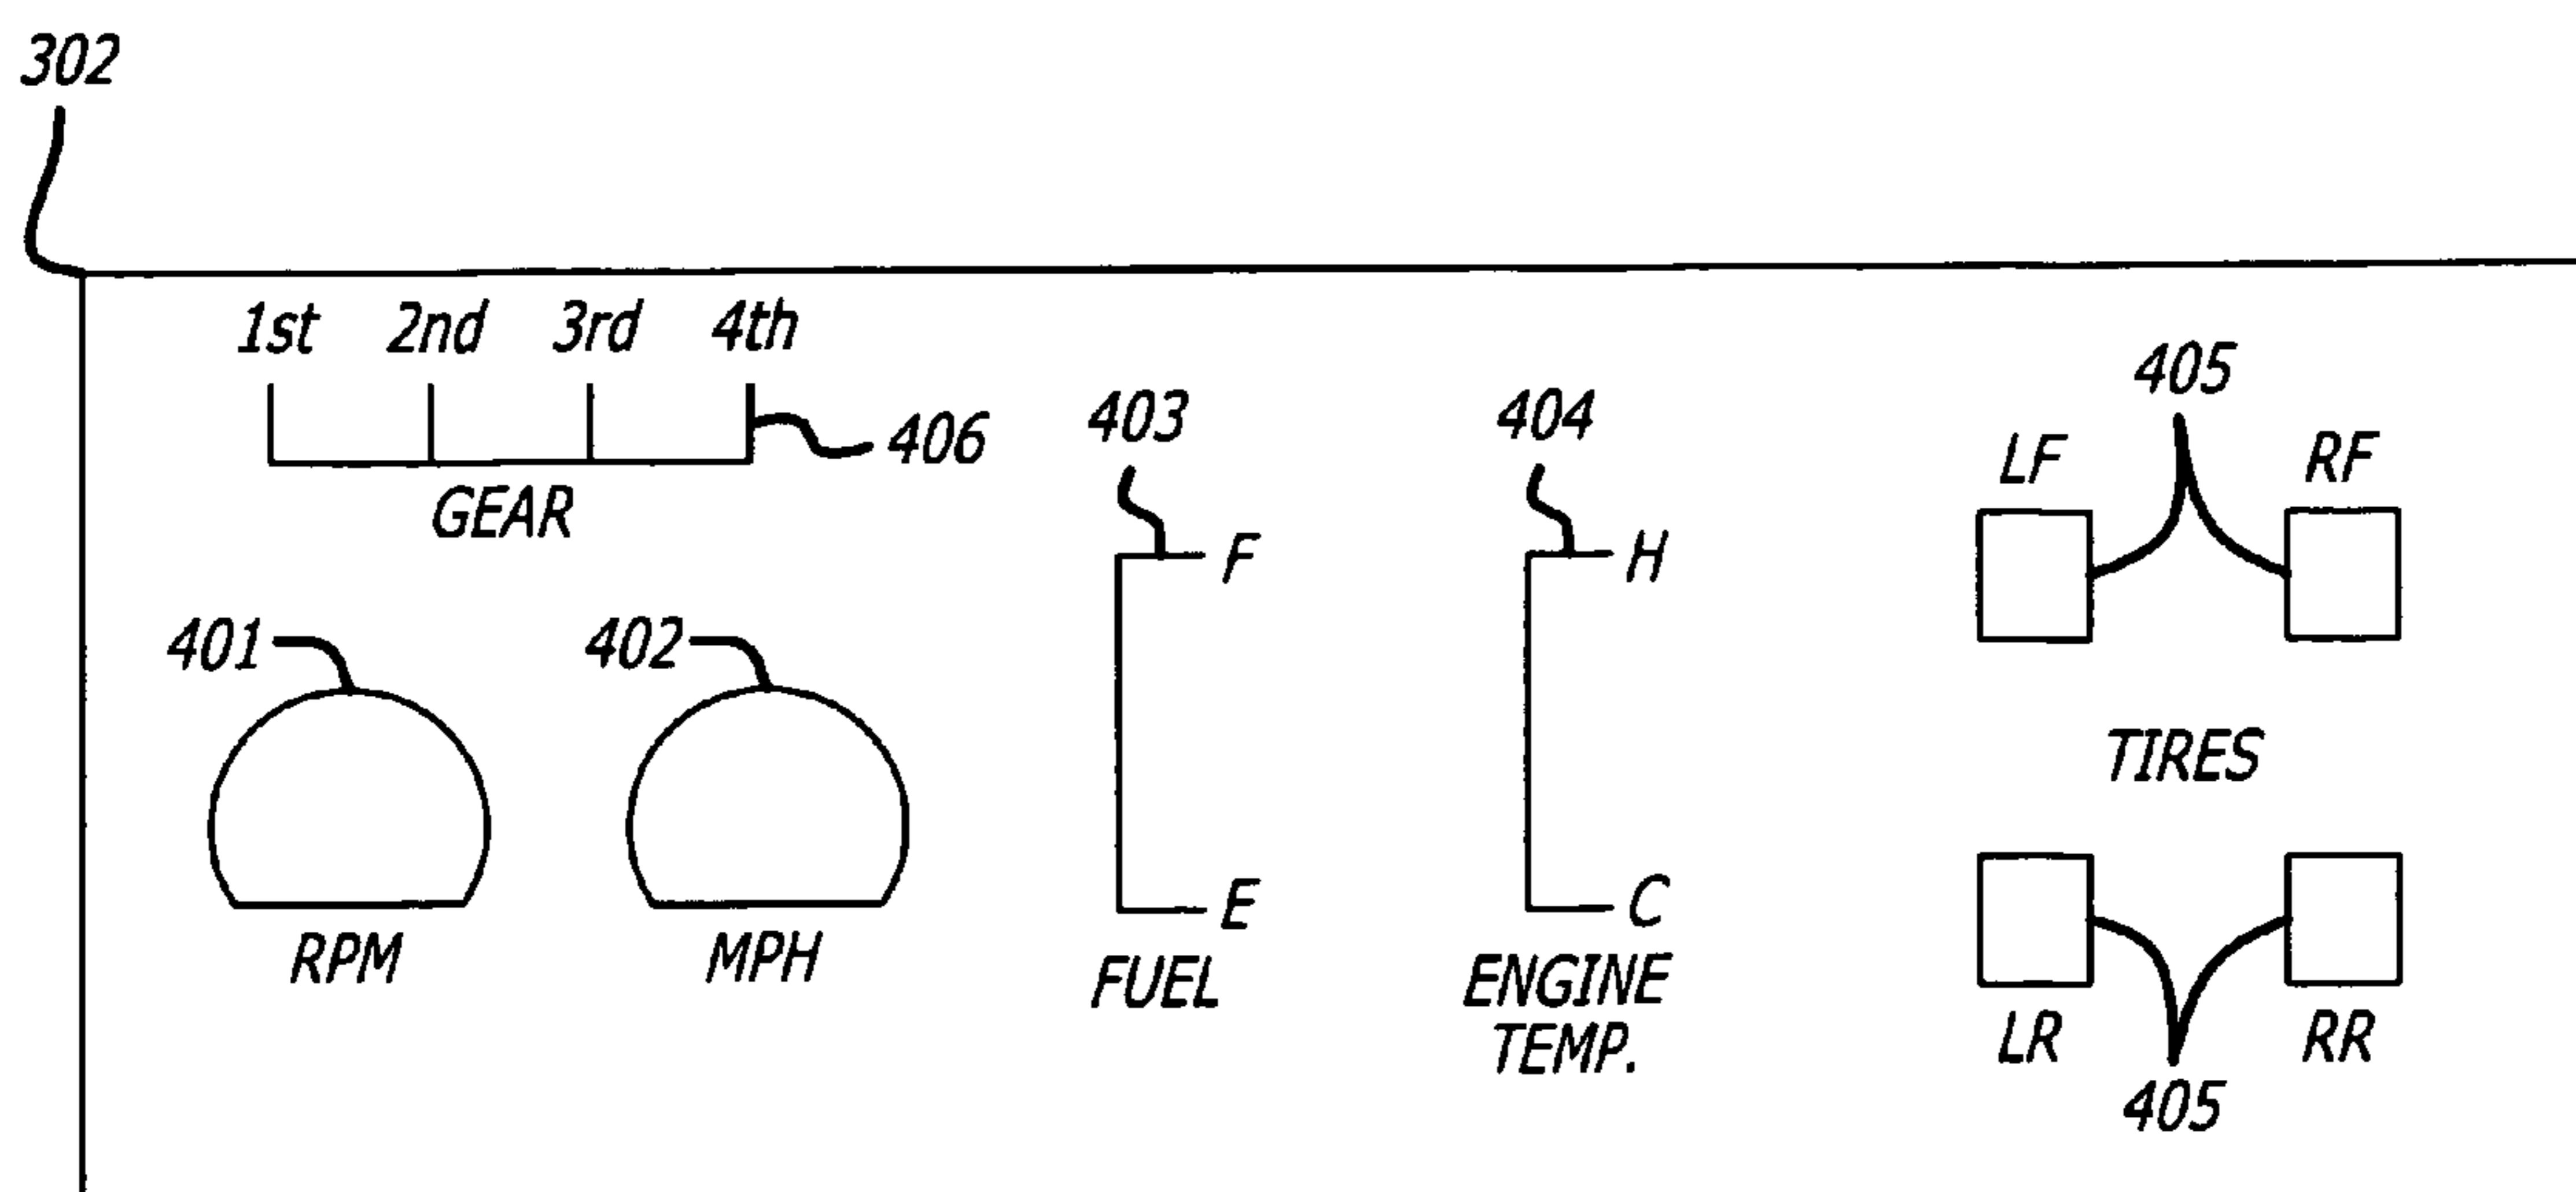 302
1st 2nd 3rd 4th
406
GEAR
401
RPM
402
MPH
403
F
E
FUEL
404
H
C
ENGINE
TEMP.
405
LF RF
TIRES
LR RR
405